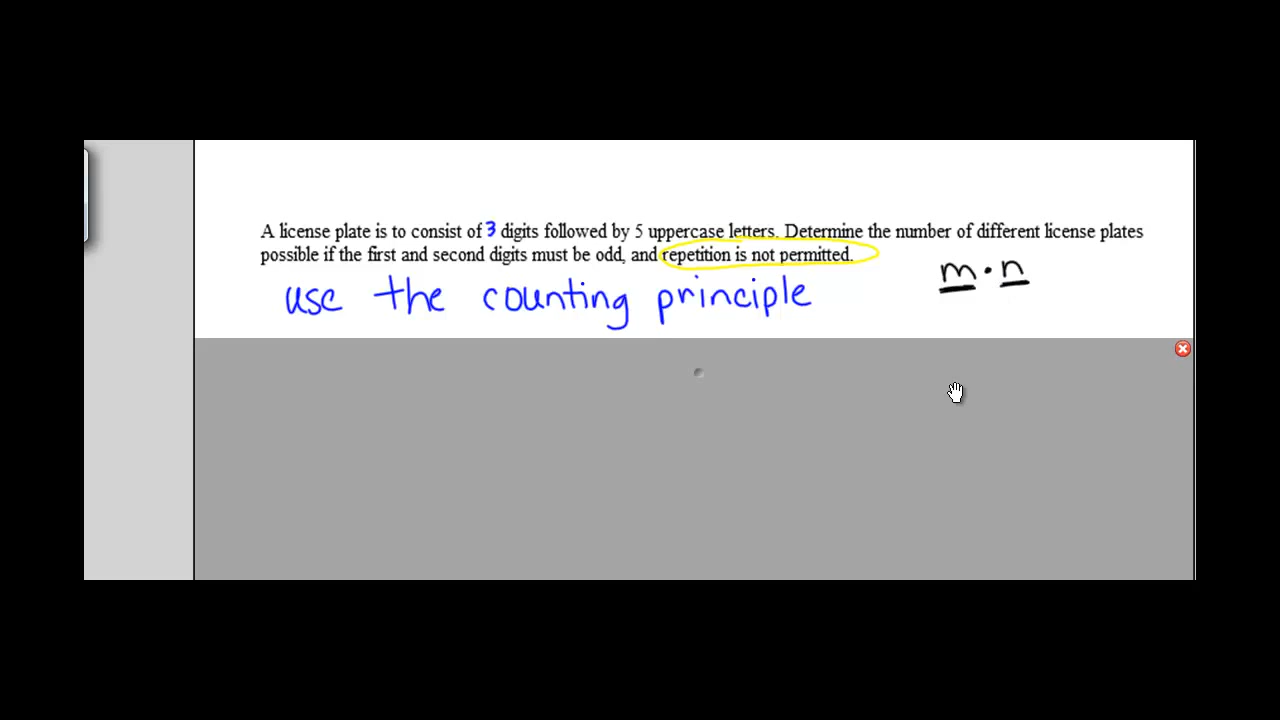 A license plate is to consist of 3 digits followed by 5 uppercase letters. Determine the number of different license plates
possible if the first and second digits must be odd, and repetition is not permitted.
m · n
use the counting principle